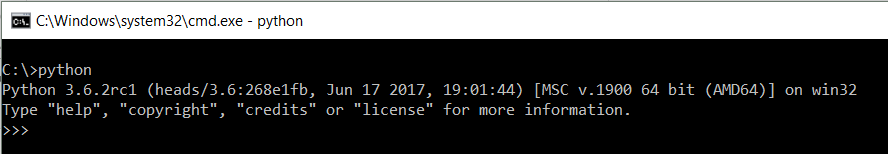 C:\Windows\system32\cmd.exe - python
C:\>python
Python 3.6.2rc1 (heads/3.6:268e1fb, Jun 17 2017, 19:01:44) [MSC v.1900 64 bit (AMD64)] on win32
Type "help", "copyright", "credits" or "license" for more information.
>>>